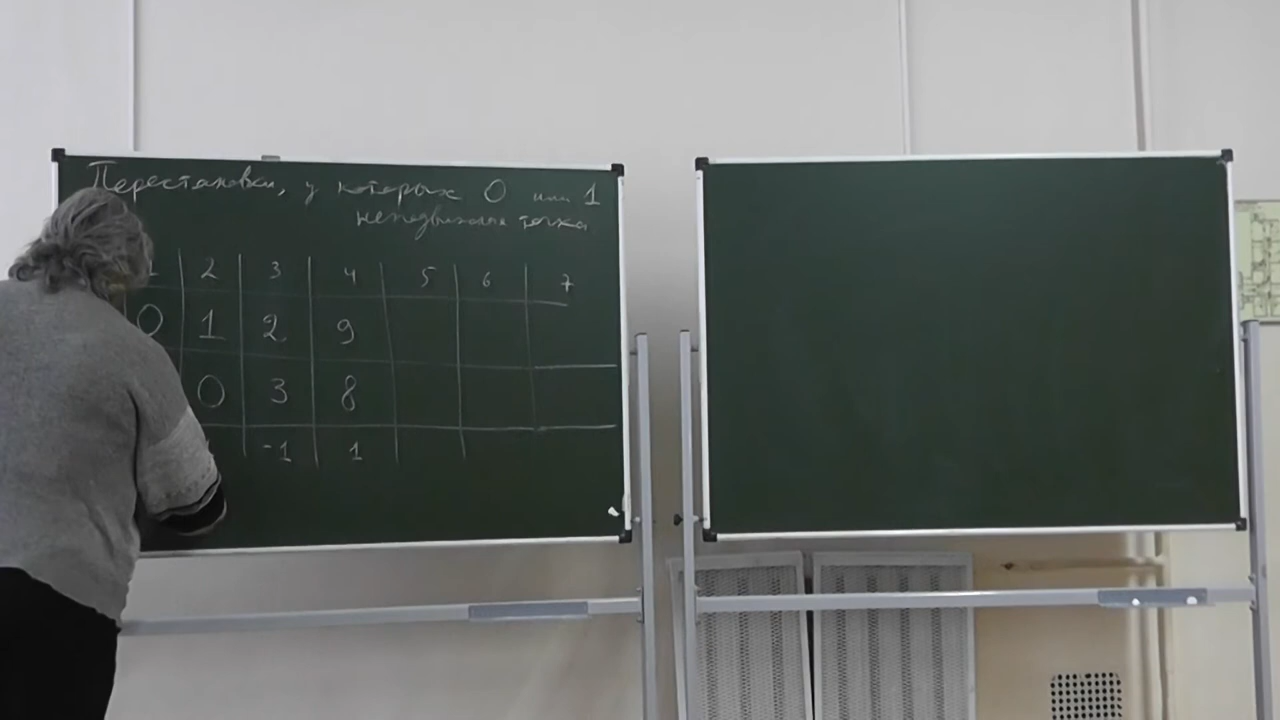 Перестановки, у которых 0 или 1
неподвижная точка
2 3 4 5 6 7
0 1 2 9
0 3 8
-1 1